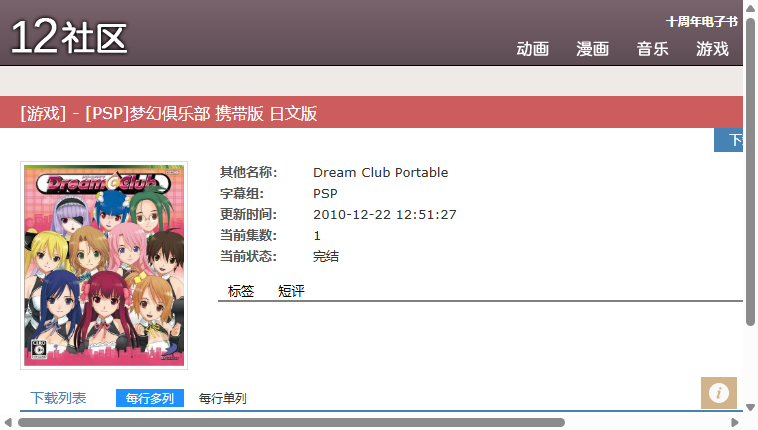 12社区
十周年电子书
动画 漫画 音乐 游戏
[游戏] - [PSP]梦幻俱乐部 携带版 日文版
下
其他名称： Dream Club Portable
字幕组： PSP
更新时间： 2010-12-22 12:51:27
当前集数： 1
当前状态： 完结
Dream Club
标签 短评
下载列表 每行多列 每行单列